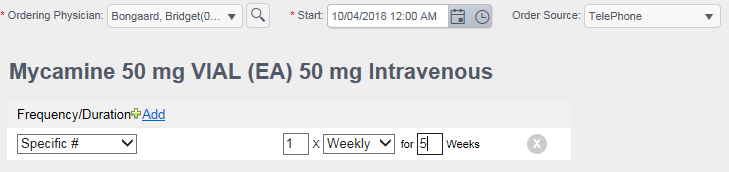 * Ordering Physician: Bongaard, Bridget(0... * Start: 10/04/2018 12:00 AM Order Source: TelePhone
Mycamine 50 mg VIAL (EA) 50 mg Intravenous
Frequency/Duration Add
Specific # 1 X Weekly for 5 Weeks X